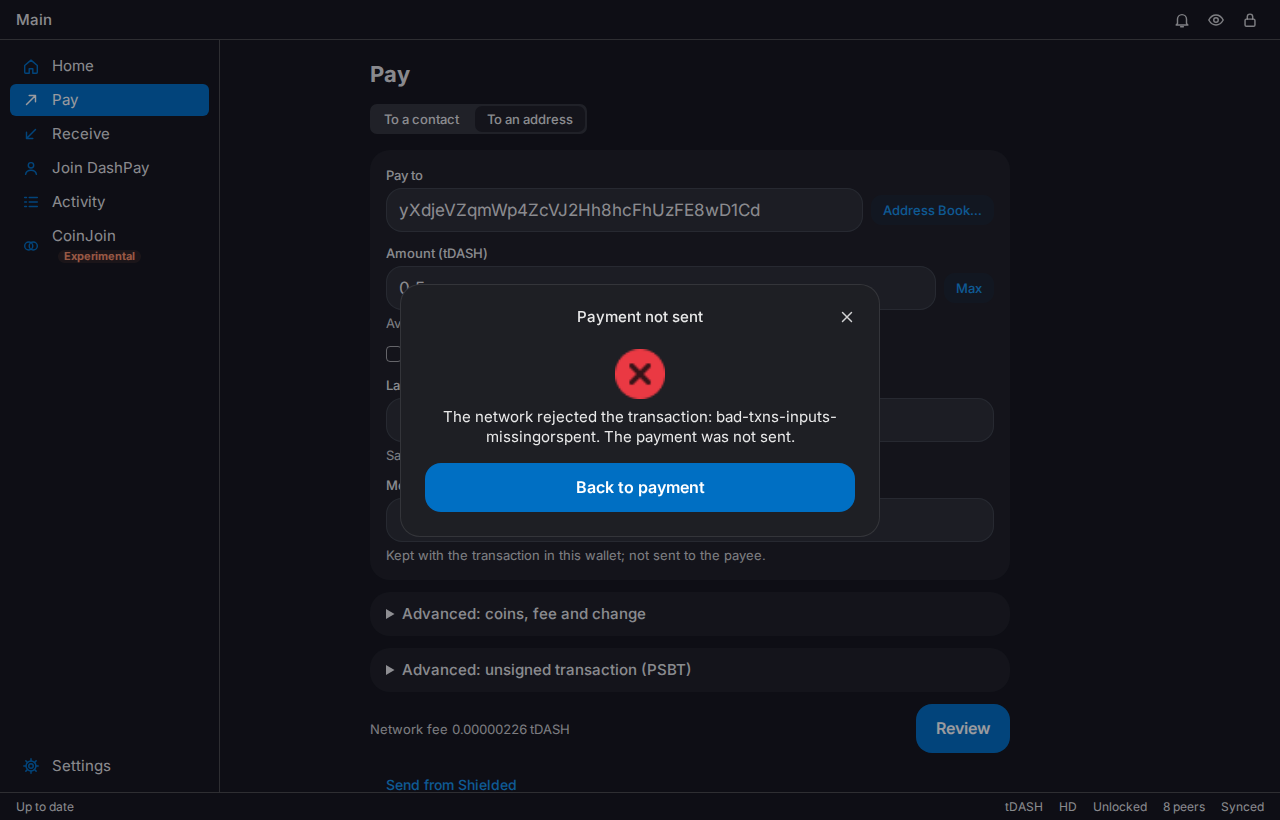 Main
Home
Pay
Receive
Join DashPay
Activity
CoinJoin
Experimental
Settings
Pay
To a contact
To an address
Pay to
yXdjeVZqmWp4ZcVJ2Hh8hcFhUzFE8wD1Cd
Address Book...
Amount (tDASH)
Max
Payment not sent
The network rejected the transaction: bad-txns-inputs-
missingorspent. The payment was not sent.
Back to payment
Kept with the transaction in this wallet; not sent to the payee.
Advanced: coins, fee and change
Advanced: unsigned transaction (PSBT)
Network fee 0.00000226 tDASH
Review
Send from Shielded
Up to date
tDASH
HD
Unlocked
8 peers
Synced